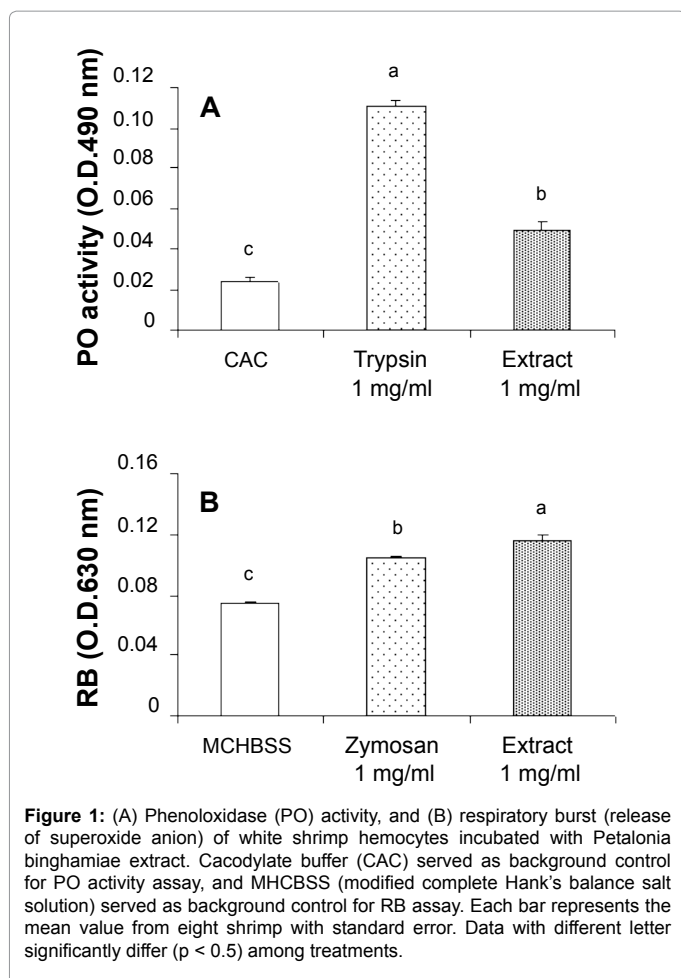 0.12
0.10
0.08
0.06
0.04
0.02
0
PO activity (O.D.490 nm)
A
c
a
b
CAC
Trypsin
1 mg/ml
Extract
1 mg/ml
0.16
0.12
0.08
0.04
0
RB (O.D.630 nm)
B
c
b
a
MCHBSS
Zymosan
1 mg/ml
Extract
1 mg/ml
Figure 1: (A) Phenoloxidase (PO) activity, and (B) respiratory burst (release
of superoxide anion) of white shrimp hemocytes incubated with Petalonia
binghamiae extract. Cacodylate buffer (CAC) served as background control
for PO activity assay, and MHCBSS (modified complete Hank's balance salt
solution) served as background control for RB assay. Each bar represents the
mean value from eight shrimp with standard error. Data with different letter
significantly differ (p < 0.5) among treatments.